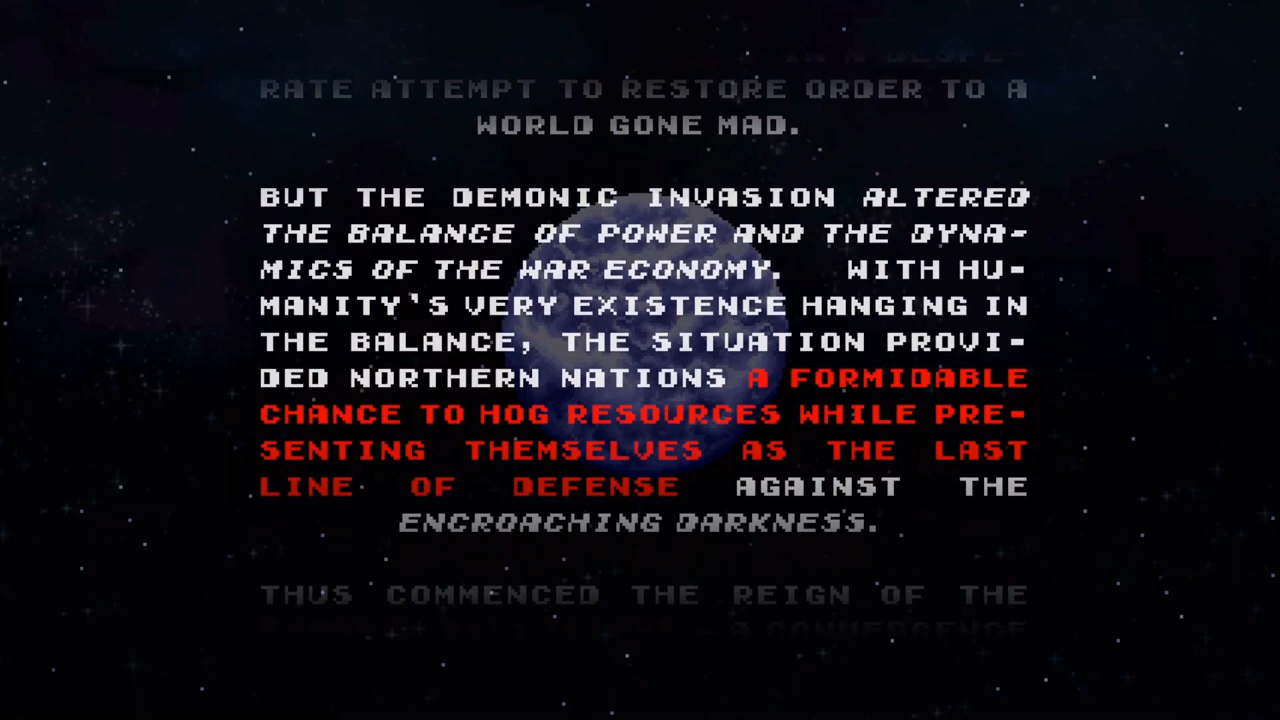 IN A DESPE-
RATE ATTEMPT TO RESTORE ORDER TO A
WORLD GONE MAD.
BUT THE DEMONIC INVASION ALTERED
THE BALANCE OF POWER AND THE DYNA-
MICS OF THE WAR ECONOMY. WITH HU-
MANITY'S VERY EXISTENCE HANGING IN
THE BALANCE, THE SITUATION PROVI-
DED NORTHERN NATIONS A FORMIDABLE
CHANCE TO HOG RESOURCES WHILE PRE-
SENTING THEMSELVES AS THE LAST
LINE OF DEFENSE AGAINST THE
ENCROACHING DARKNESS.
THUS COMMENCED THE REIGN OF THE
- A CONVERGENCE